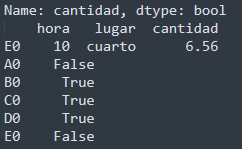 Name: cantidad, dtype: bool
hora lugar cantidad
E0 10 cuarto 6.56
A0 False
B0 True
C0 True
D0 True
E0 False